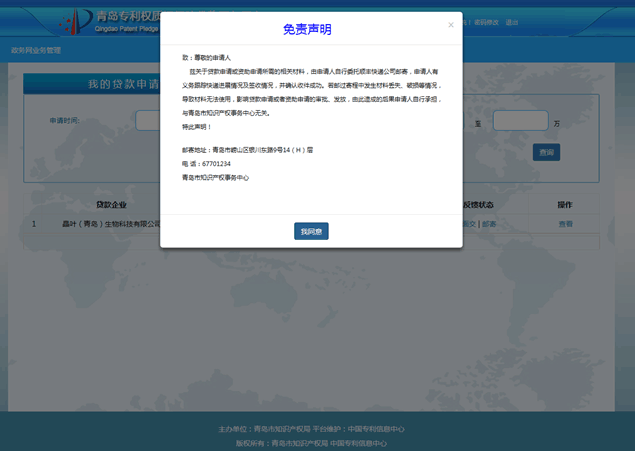 青岛专利权质
Qingdao Patent Pledge
密码修改 退出
政务网业务管理
我的贷款申请
申请时间:
至
万
查询
贷款企业
反馈状态
操作
1
晶叶（青岛）生物科技有限公司
提交 | 邮寄
查看
免责声明
×
致：尊敬的申请人
兹关于贷款申请或资助申请所需的相关材料，由申请人自行委托顺丰快递公司邮寄，申请人有
义务跟踪快递进展情况及签收情况，并确认收件成功。若邮过寄程中发生材料丢失、破损等情况，
导致材料无法使用，影响贷款申请或者资助申请的审批、发放，由此造成的后果申请人自行承担，
与青岛市知识产权事务中心无关。
特此声明！
邮寄地址：青岛市崂山区银川东路9号14（H）层
电 话：67701234
青岛市知识产权事务中心
我同意
主办单位：青岛市知识产权局 平台维护：中国专利信息中心
版权所有：青岛市知识产权局 中国专利信息中心